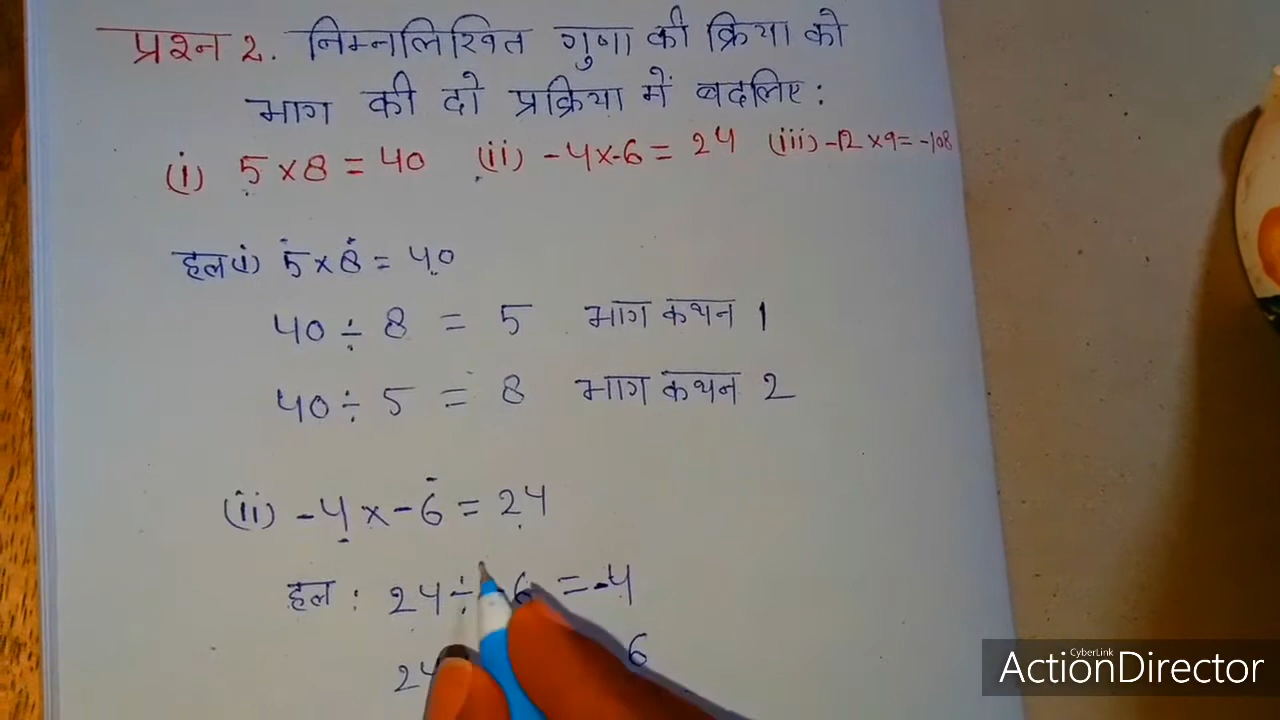 प्रश्न 2. निम्नलिखित गुणा की क्रिया को
भाग की दो प्रक्रिया में बदलिए :
(i) 5 × 8 = 40 (ii) - 4 × -6 = 24 (iii) -12 × 9 = -108
हल (i) 5 × 8 = 40
40 ÷ 8 = 5 भाग कथन 1
40 ÷ 5 = 8 भाग कथन 2
(ii) - 4 × - 6 = 24
हल : 24 ÷ - 6 = -4
24 6
CyberLink
ActionDirector